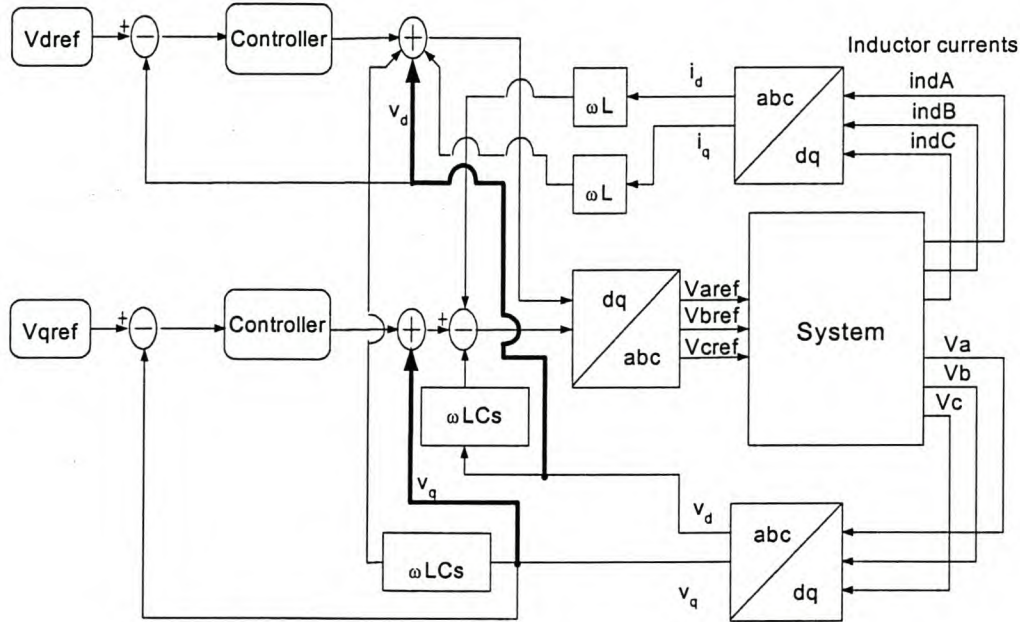 Vdref
+
−
Controller
+
Inductor currents
v_d
ωL
i_d
abc
dq
indA
indB
indC
i_q
ωL
Vqref
+
−
Controller
+
+
−
dq
abc
Varef
Vbref
Vcref
System
Va
Vb
Vc
ωLCs
v_q
v_d
abc
dq
ωLCs
v_q